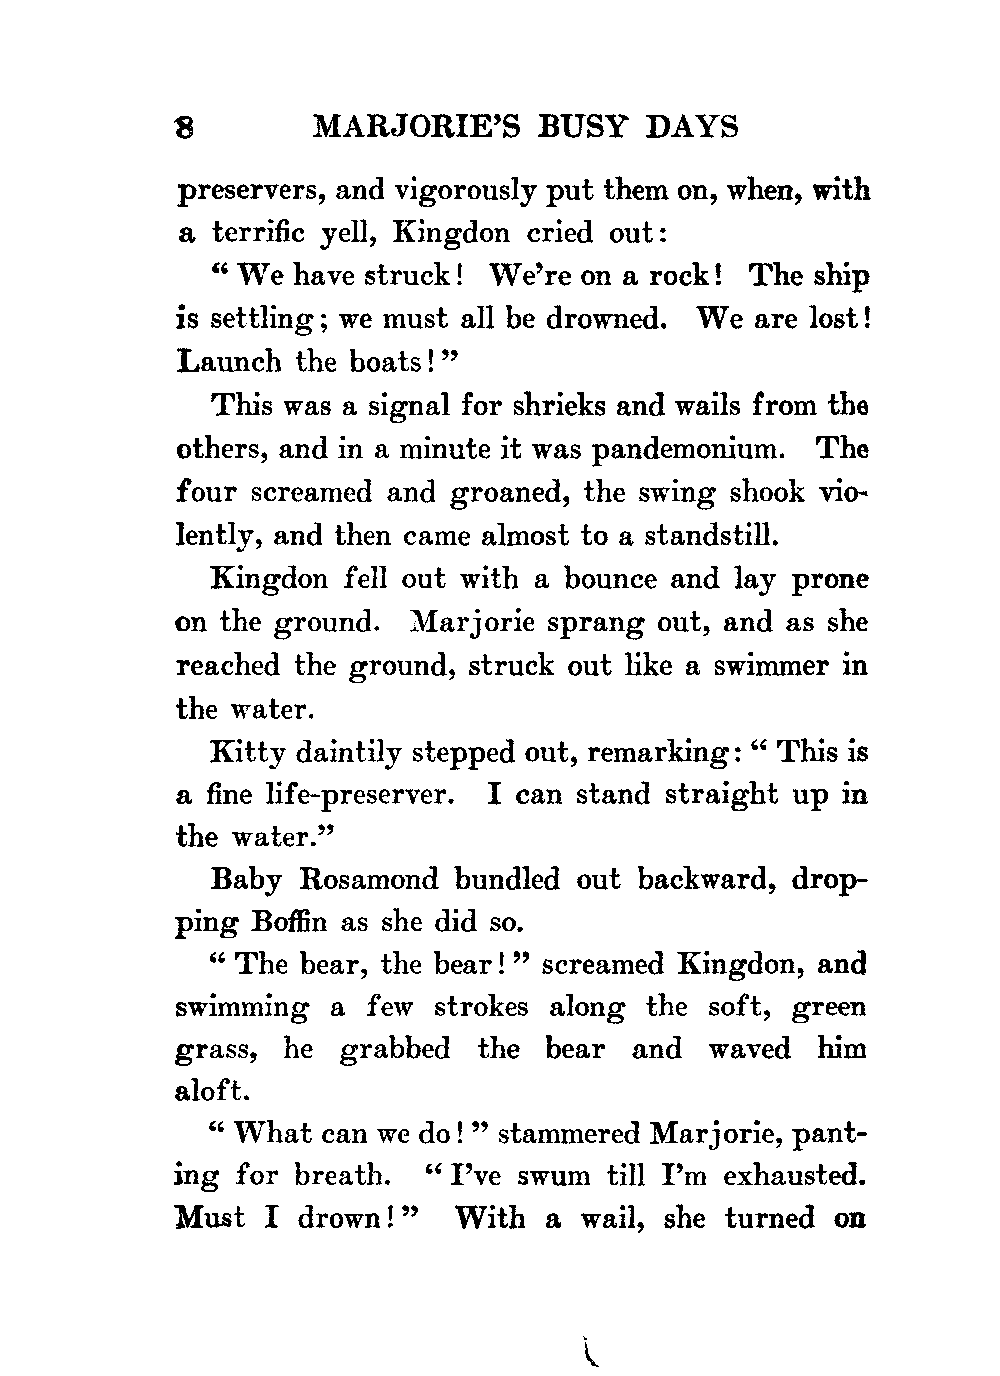 8 MARJORIE'S BUSY DAYS
preservers, and vigorously put them on, when, with
a terrific yell, Kingdon cried out:
" We have struck! We're on a rock! The ship
is settling; we must all be drowned. We are lost!
Launch the boats!"
This was a signal for shrieks and wails from the
others, and in a minute it was pandemonium. The
four screamed and groaned, the swing shook vio-
lently, and then came almost to a standstill.
Kingdon fell out with a bounce and lay prone
on the ground. Marjorie sprang out, and as she
reached the ground, struck out like a swimmer in
the water.
Kitty daintily stepped out, remarking: " This is
a fine life-preserver. I can stand straight up in
the water."
Baby Rosamond bundled out backward, drop-
ping Boffin as she did so.
" The bear, the bear!" screamed Kingdon, and
swimming a few strokes along the soft, green
grass, he grabbed the bear and waved him
aloft.
" What can we do!" stammered Marjorie, pant-
ing for breath. " I've swum till I'm exhausted.
Must I drown!" With a wail, she turned on